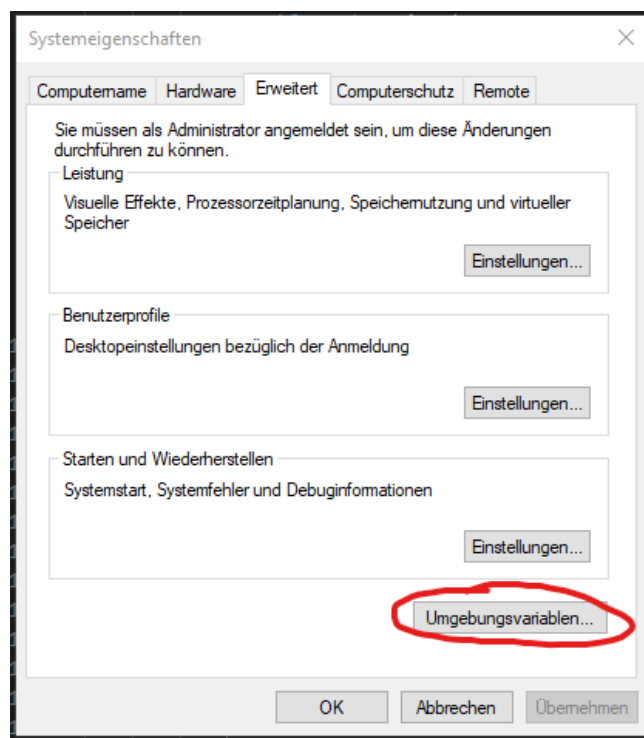 Systemeigenschaften
Computername Hardware Erweitert Computerschutz Remote
Sie müssen als Administrator angemeldet sein, um diese Änderungen
durchführen zu können.
Leistung
Visuelle Effekte, Prozessorzeitplanung, Speichernutzung und virtueller
Speicher
Einstellungen...
Benutzerprofile
Desktopeinstellungen bezüglich der Anmeldung
Einstellungen...
Starten und Wiederherstellen
Systemstart, Systemfehler und Debuginformationen
Einstellungen...
Umgebungsvariablen...
OK Abbrechen Übernehmen